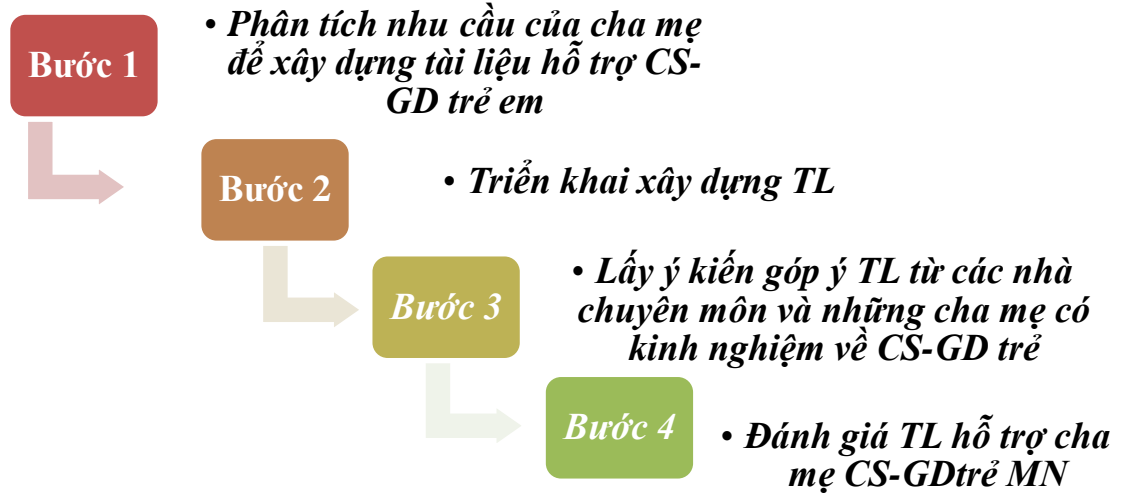 Bước 1
• Phân tích nhu cầu của cha mẹ
để xây dựng tài liệu hỗ trợ CS-
GD trẻ em
Bước 2
• Triển khai xây dựng TL
Bước 3
• Lấy ý kiến góp ý TL từ các nhà
chuyên môn và những cha mẹ có
kinh nghiệm về CS-GD trẻ
Bước 4
• Đánh giá TL hỗ trợ cha
mẹ CS-GDtrẻ MN